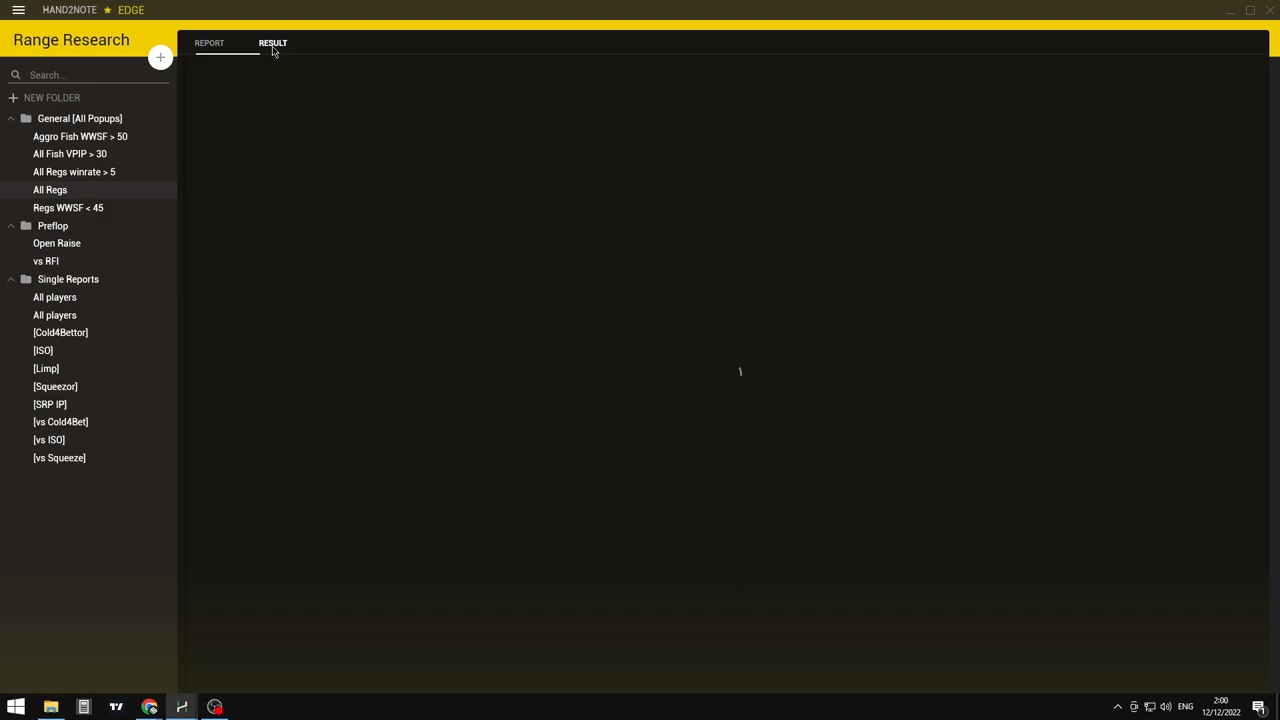 HAND2NOTE ★ EDGE
Range Research
REPORT
RESULT
Search...
NEW FOLDER
General [All Popups]
Aggro Fish WWSF > 50
All Fish VPIP > 30
All Regs winrate > 5
All Regs
Regs WWSF < 45
Preflop
Open Raise
vs RFI
Single Reports
All players
All players
[Cold4Bettor]
[ISO]
[Limp]
[Squeezor]
[SRP IP]
[vs Cold4Bet]
[vs ISO]
[vs Squeeze]
ENG
2:00
12/12/2022
1